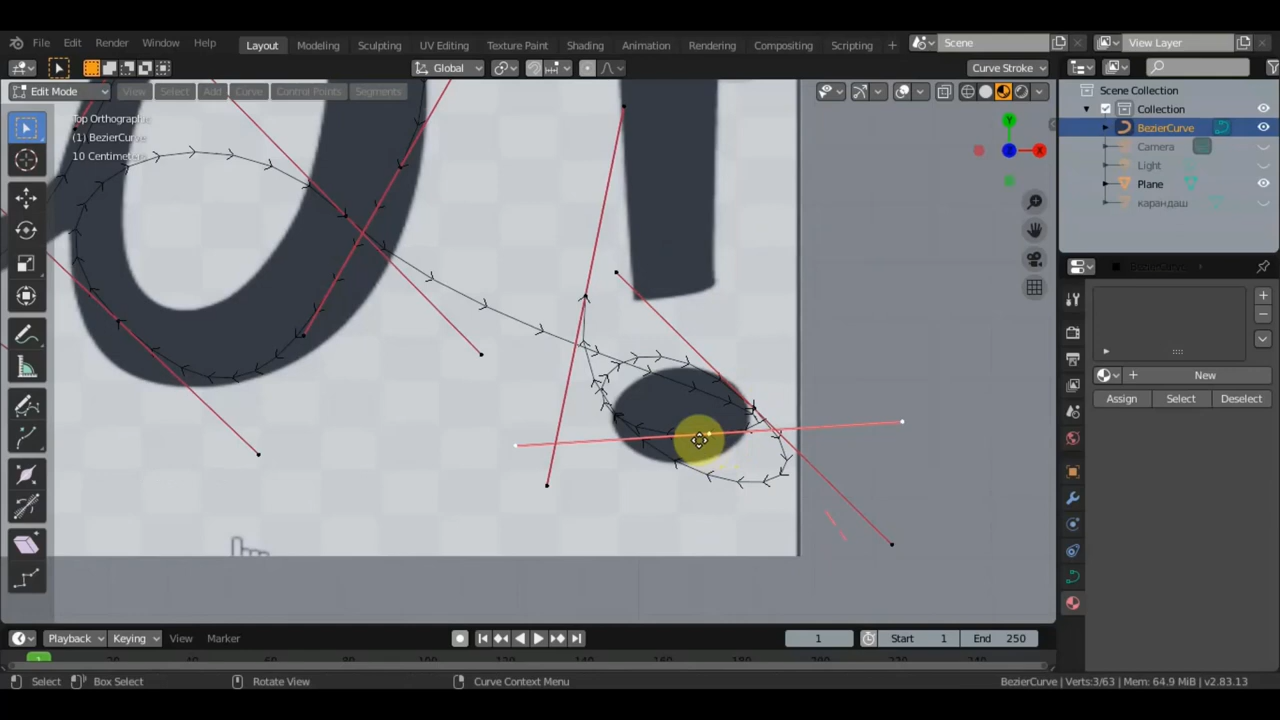 File Edit Render Window Help Layout Modeling Sculpting UV Editing Texture Paint Shading Animation Rendering Compositing Scripting + Scene View Layer
Global Curve Stroke
Edit Mode View Select Add Curve Control Points Segments
Top Orthographic
(1) BezierCurve
10 Centimeters
Y
X
Z
Scene Collection
Collection
BezierCurve
Camera
Light
Plane
карандаш
BezierCurve
New
Assign Select Deselect
Playback Keying View Marker 1 Start 1 End 250
1
Select Box Select Rotate View Curve Context Menu BezierCurve | Verts:3/63 | Mem: 64.9 MiB | v2.83.13